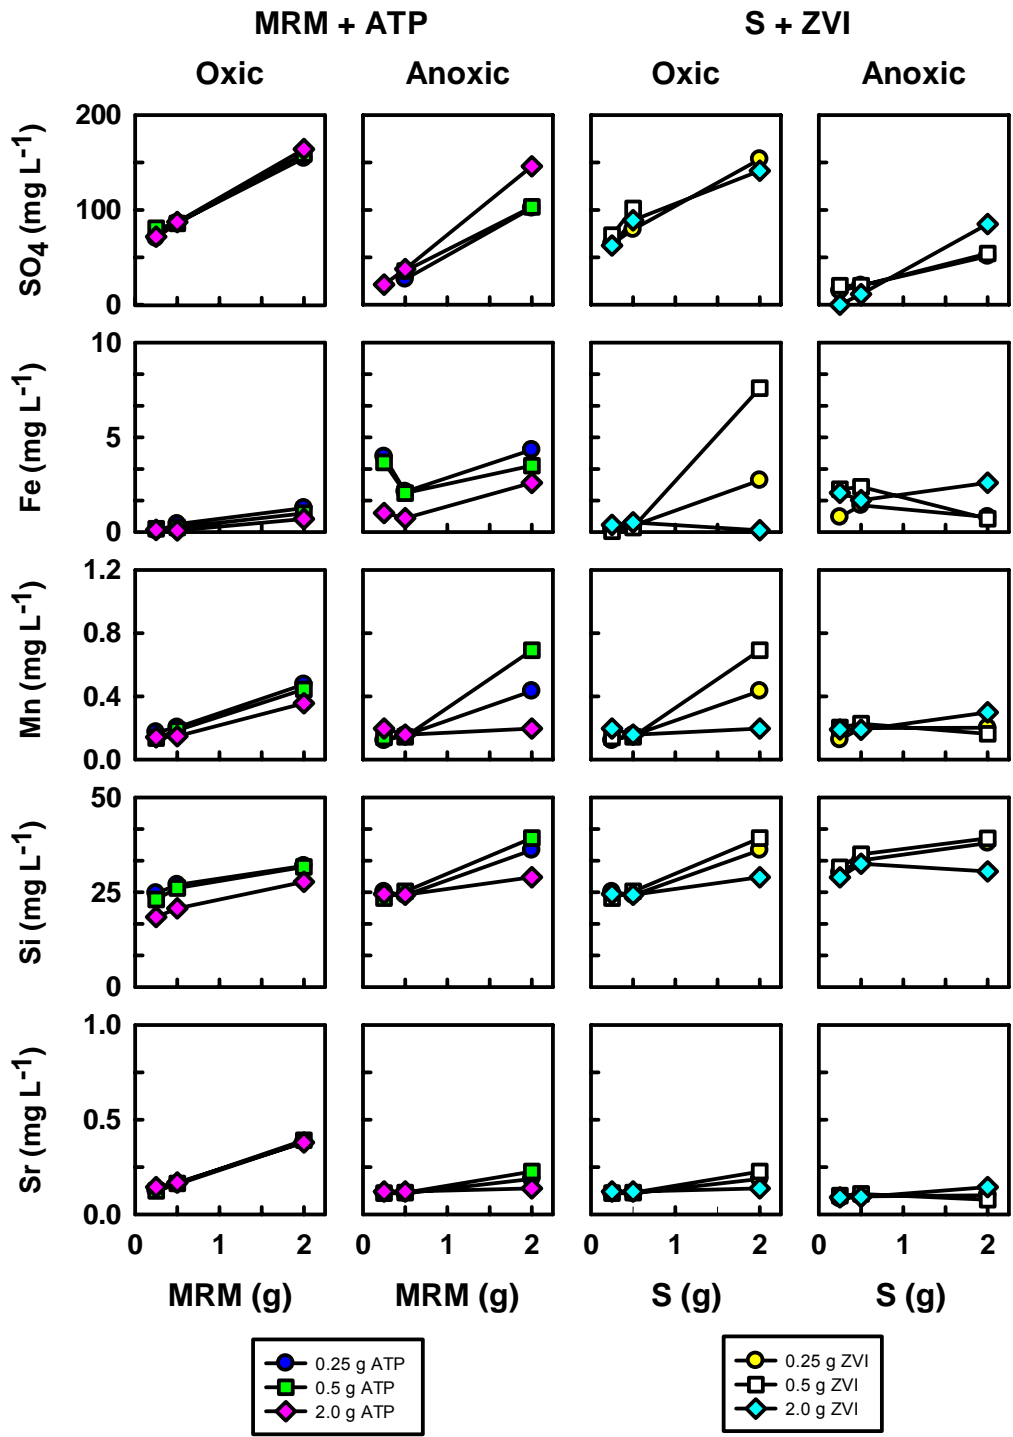 MRM + ATP S + ZVI
Oxic Anoxic Oxic Anoxic
SO4 (mg L-1)
200
100
0
Fe (mg L-1)
10
5
0
Mn (mg L-1)
1.2
0.8
0.4
0.0
Si (mg L-1)
50
25
0
Sr (mg L-1)
1.0
0.5
0.0
0 1 2 0 1 2 0 1 2 0 1 2
MRM (g) MRM (g) S (g) S (g)
0.25 g ATP
0.5 g ATP
2.0 g ATP
0.25 g ZVI
0.5 g ZVI
2.0 g ZVI